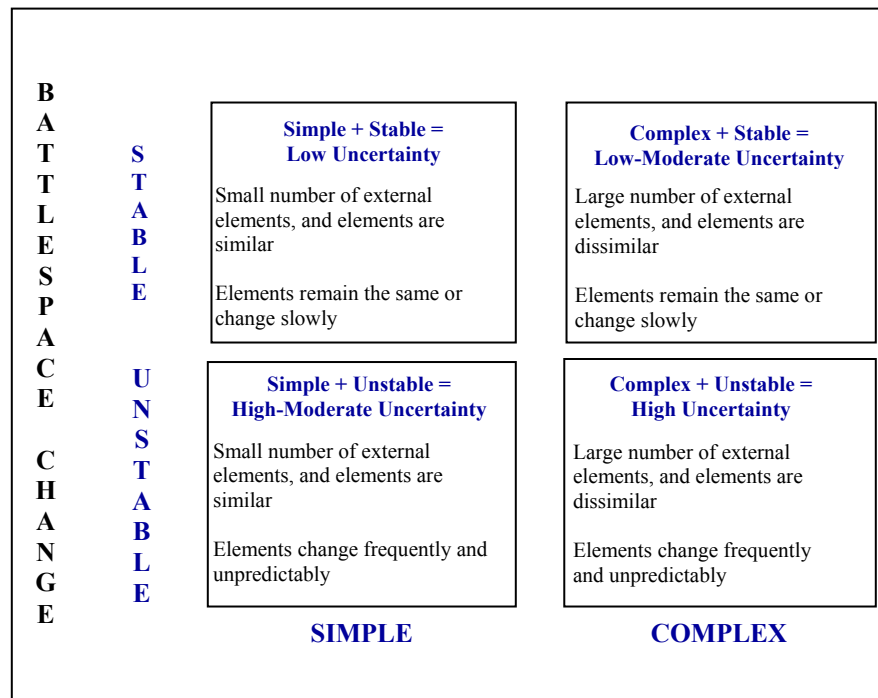 BATTLESPACE CHANGE
STABLE
Simple + Stable =
Low Uncertainty
Small number of external
elements, and elements are
similar
Elements remain the same or
change slowly
Complex + Stable =
Low-Moderate Uncertainty
Large number of external
elements, and elements are
dissimilar
Elements remain the same or
change slowly
UNSTABLE
Simple + Unstable =
High-Moderate Uncertainty
Small number of external
elements, and elements are
similar
Elements change frequently and
unpredictably
Complex + Unstable =
High Uncertainty
Large number of external
elements, and elements are
dissimilar
Elements change frequently
and unpredictably
SIMPLE
COMPLEX